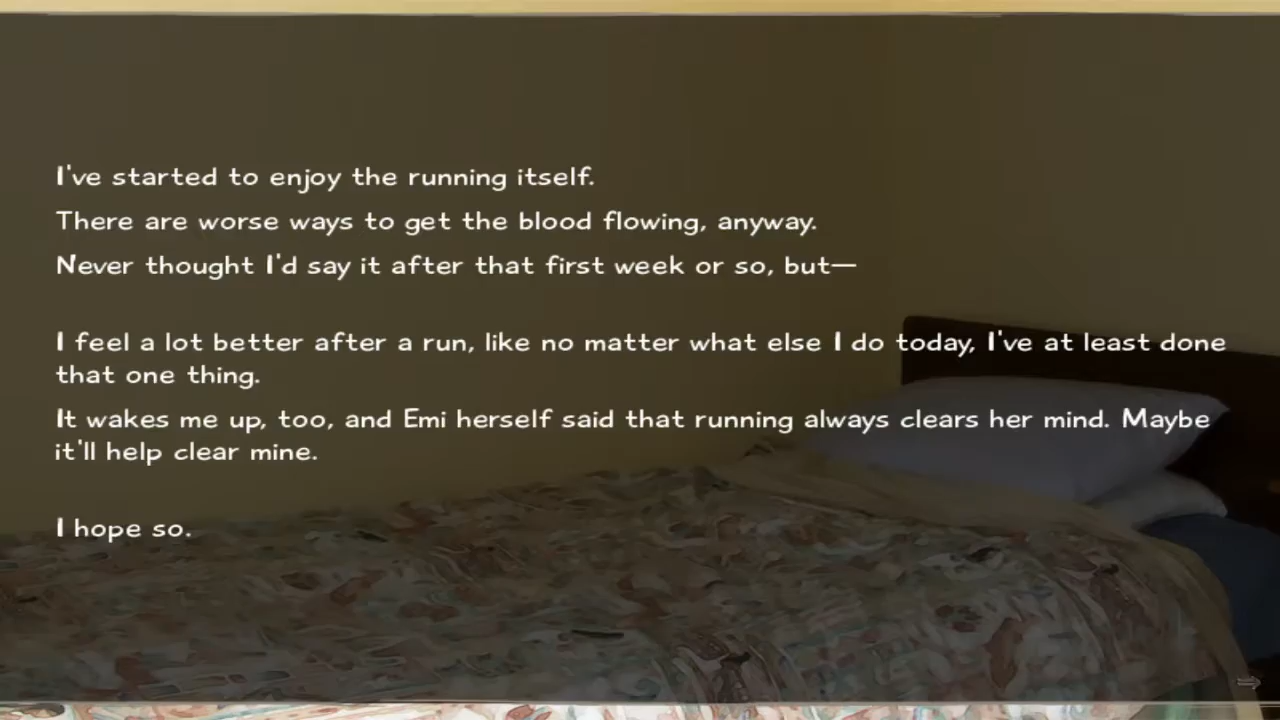 I've started to enjoy the running itself.
There are worse ways to get the blood flowing, anyway.
Never thought I'd say it after that first week or so, but—
I feel a lot better after a run, like no matter what else I do today, I've at least done
that one thing.
It wakes me up, too, and Emi herself said that running always clears her mind. Maybe
it'll help clear mine.
I hope so.